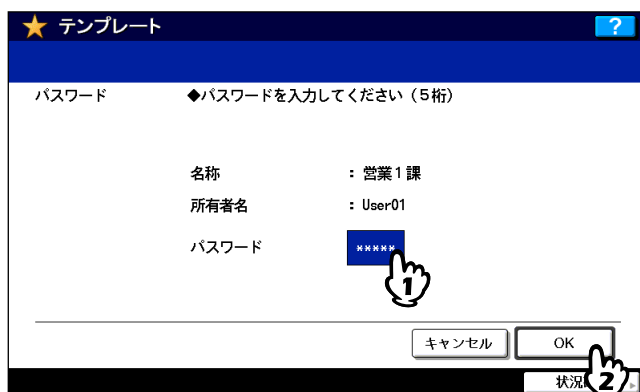 テンプレート ?
パスワード ◆パスワードを入力してください（５桁）
名称 : 営業１課
所有者名 : User01
パスワード *****
1
キャンセル OK
状況
2